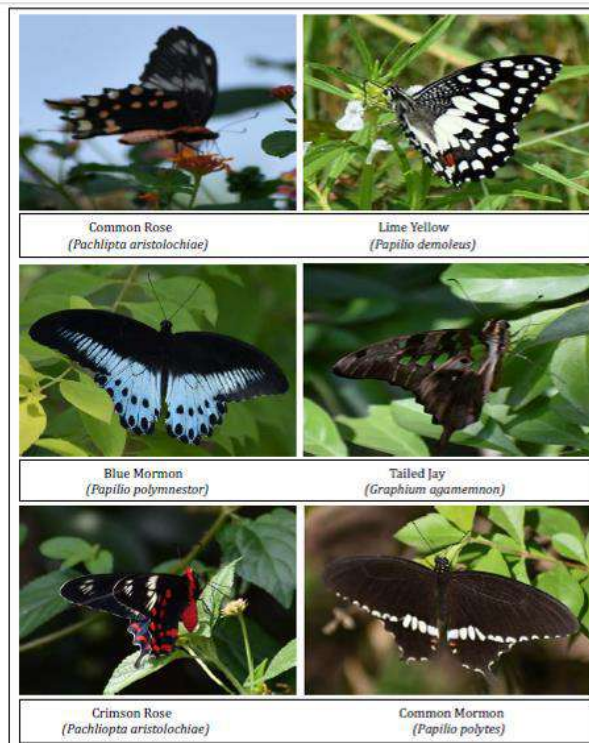 Common Rose
(Pachlipta aristolochiae)
Lime Yellow
(Papilio demoleus)
Blue Mormon
(Papilio polymnestor)
Tailed Jay
(Graphium agamemnon)
Crimson Rose
(Pachliopta aristolochiae)
Common Mormon
(Papilio polytes)